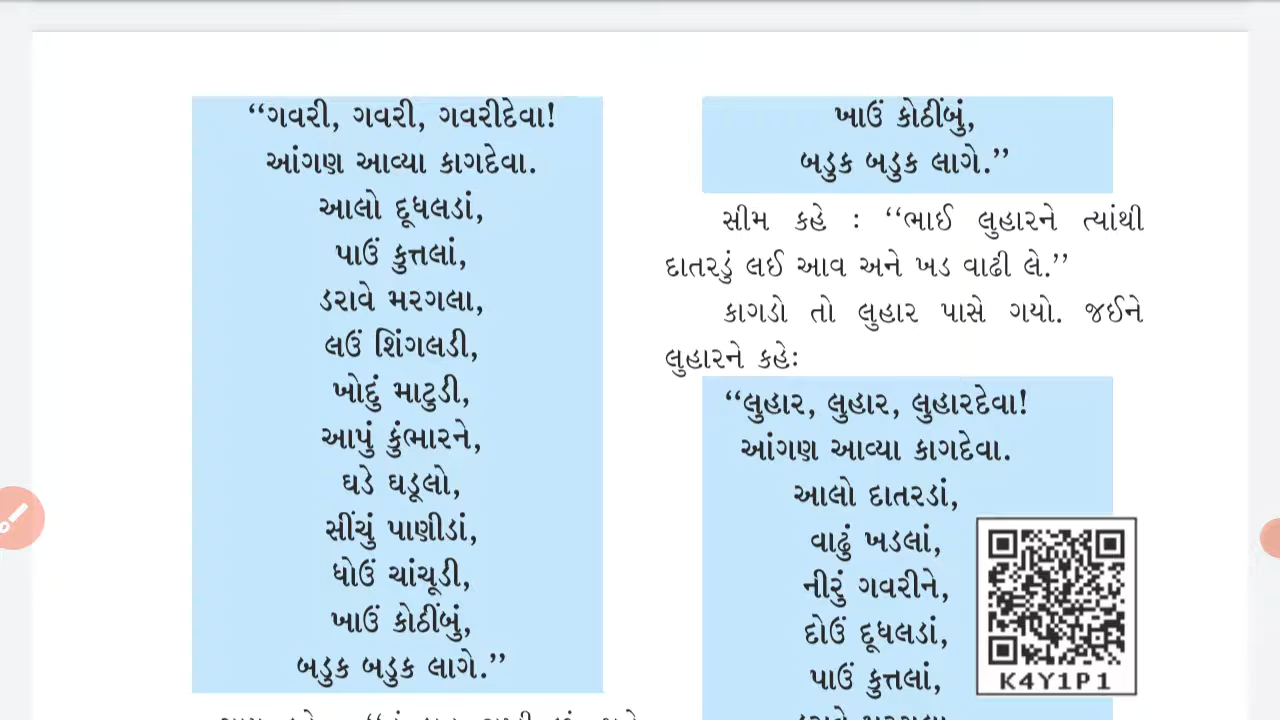 “ગવરી, ગવરી, ગવરીદેવા!
આંગણ આવ્યા કાગદેવા.
આલો દૂધલડાં,
પાઉં કુત્તલાં,
ડરાવે મરગલા,
લઉં શિંગલડી,
ખોદું માટુડી,
આપું કુંભારને,
ઘડે ઘડૂલો,
સીંચું પાણીડાં,
ધોઉં ચાંચૂડી,
ખાઉં કોઠીંબું,
બડુક બડુક લાગે.”
ખાઉં કોઠીંબું,
બડુક બડુક લાગે.”
સીમ કહે : “ભાઈ લુહારને ત્યાંથી
દાતરડું લઈ આવ અને ખડ વાઢી લે.”
કાગડો તો લુહાર પાસે ગયો. જઈને
લુહારને કહેઃ
“લુહાર, લુહાર, લુહારદેવા!
આંગણ આવ્યા કાગદેવા.
આલો દાતરડાં,
વાઢું ખડલાં,
નીરું ગવરીને,
દોઉં દૂધલડાં,
પાઉં કુત્તલાં,
K4Y1P1